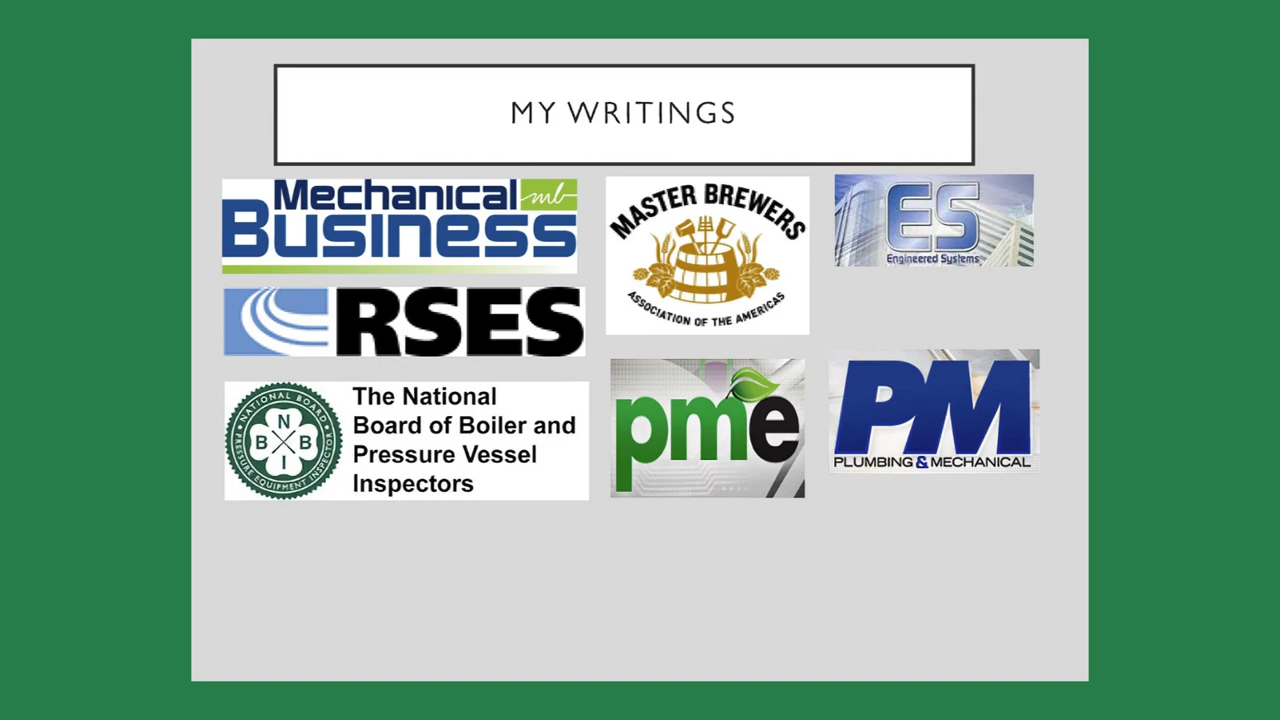 MY WRITINGS
Mechanical mb
Business
MASTER BREWERS
ASSOCIATION OF THE AMERICAS
ES
Engineered Systems
RSES
NATIONAL BOARD
PRESSURE EQUIPMENT INSPECTOR
N
B B
I
The National
Board of Boiler and
Pressure Vessel
Inspectors
pme
PM
PLUMBING & MECHANICAL